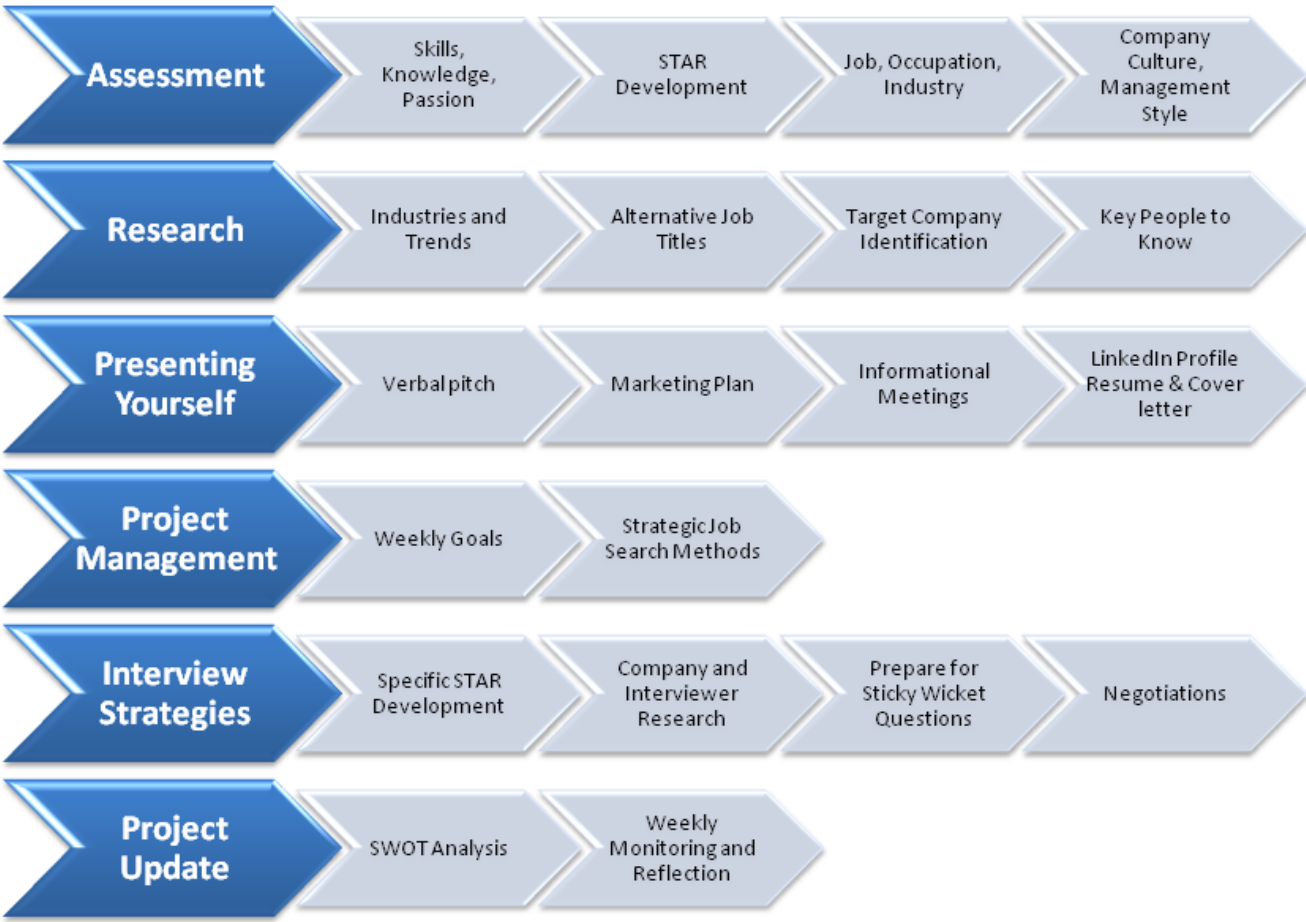 Assessment
Skills,
Knowledge,
Passion
STAR
Development
Job, Occupation,
Industry
Company
Culture,
Management
Style
Research
Industries and
Trends
Alternative Job
Titles
Target Company
Identification
Key People to
Know
Presenting
Yourself
Verbal pitch
Marketing Plan
Informational
Meetings
LinkedIn Profile
Resume & Cover
letter
Project
Management
Weekly Goals
Strategic Job
Search Methods
Interview
Strategies
Specific STAR
Development
Company and
Interviewer
Research
Prepare for
Sticky Wicket
Questions
Negotiations
Project
Update
SWOT Analysis
Weekly
Monitoring and
Reflection